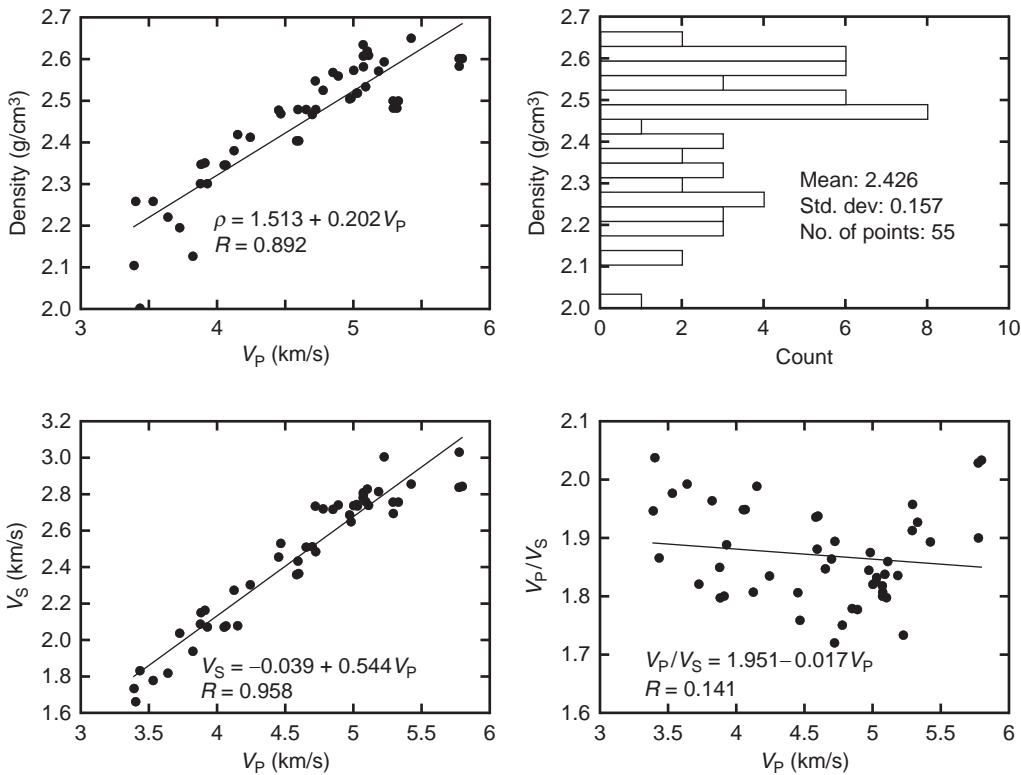 2.7
2.6
2.5
2.4
2.3
2.2
2.1
2.0
Density (g/cm³)
ρ = 1.513 + 0.202V_P
R = 0.892
3 4 5 6
V_P (km/s)
2.7
2.6
2.5
2.4
2.3
2.2
2.1
2.0
Density (g/cm³)
Mean: 2.426
Std. dev: 0.157
No. of points: 55
0 2 4 6 8 10
Count
3.2
3.0
2.8
2.6
2.4
2.2
2.0
1.8
1.6
V_S (km/s)
V_S = −0.039 + 0.544V_P
R = 0.958
3 3.5 4 4.5 5 5.5 6
V_P (km/s)
2.1
2.0
1.9
1.8
1.7
1.6
V_P/V_S
V_P/V_S = 1.951−0.017V_P
R = 0.141
3 3.5 4 4.5 5 5.5 6
V_P (km/s)